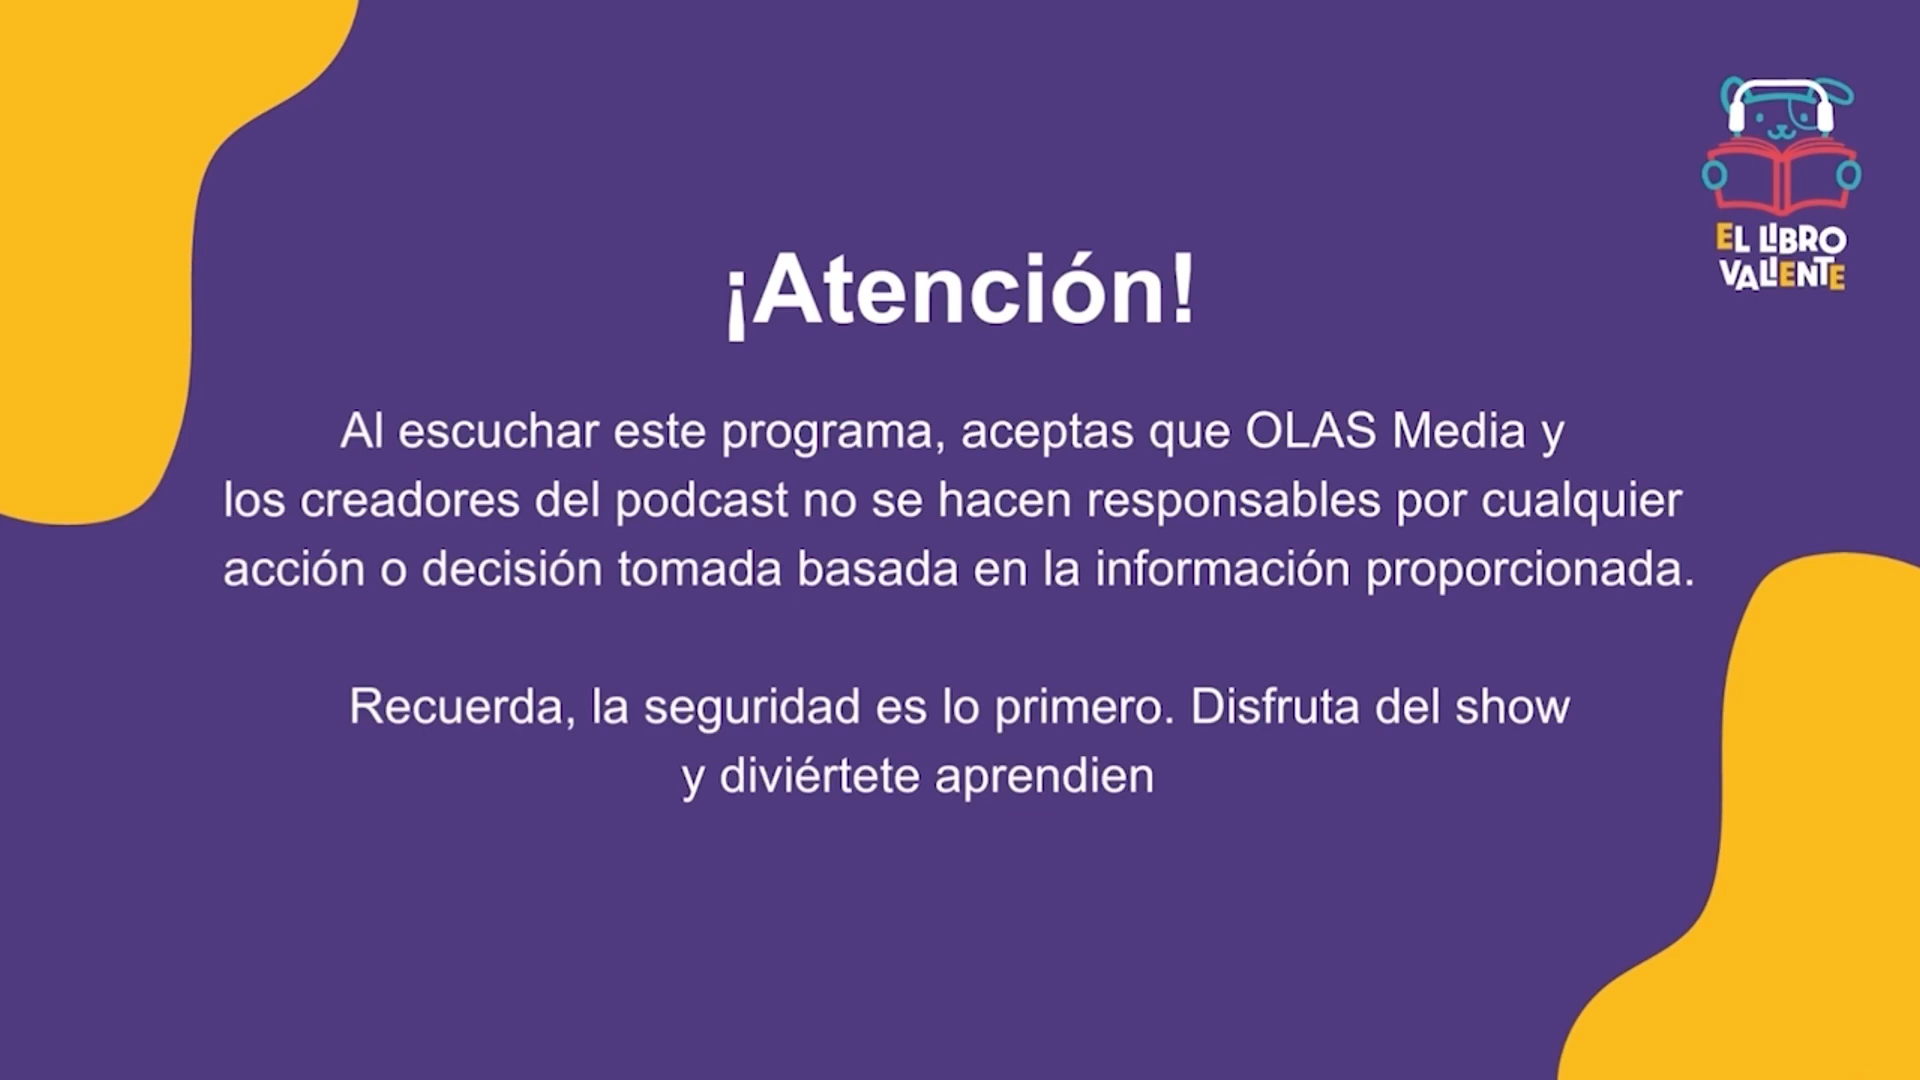 EL LIBRO
VALIENTE
¡Atención!
Al escuchar este programa, aceptas que OLAS Media y
los creadores del podcast no se hacen responsables por cualquier
acción o decisión tomada basada en la información proporcionada.
Recuerda, la seguridad es lo primero. Disfruta del show
y diviértete aprendien